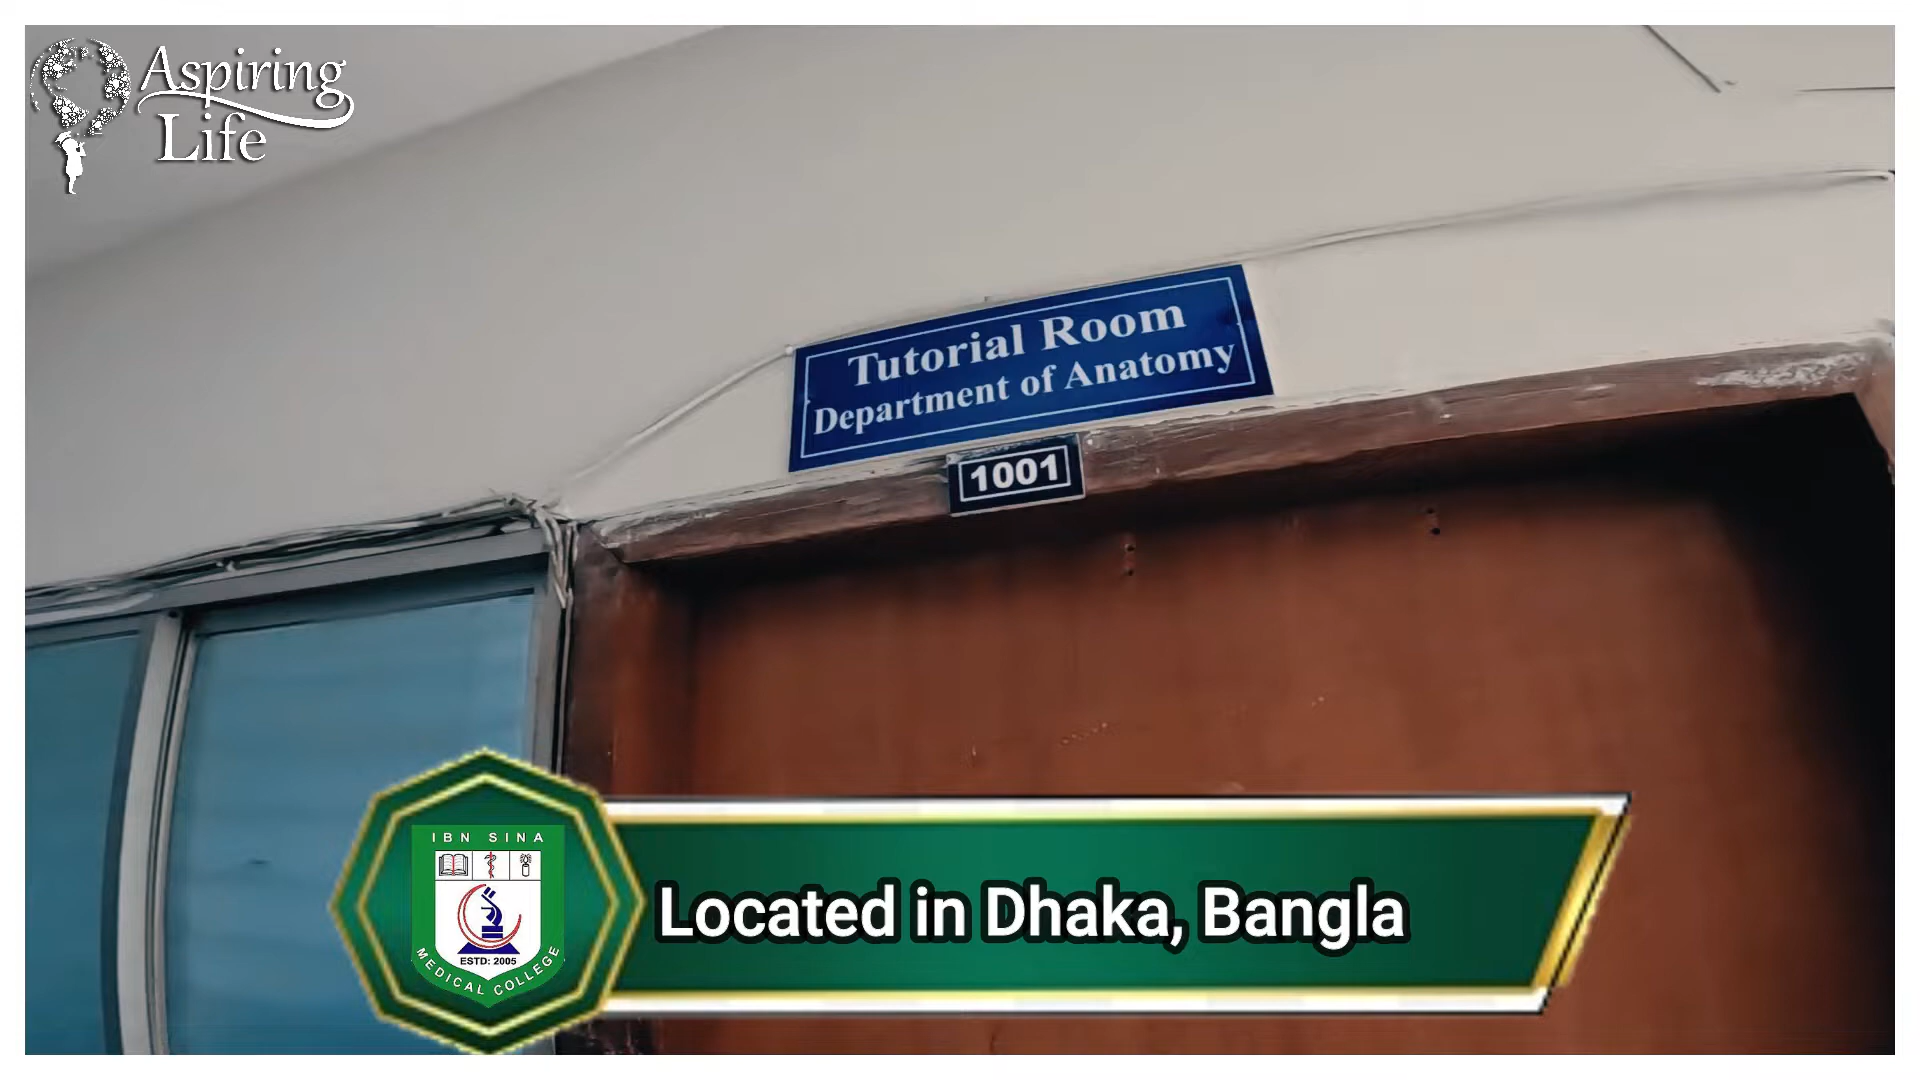 Aspiring
Life
Tutorial Room
Department of Anatomy
1001
IBN SINA
ESTD: 2005
MEDICAL COLLEGE
Located in Dhaka, Bangla